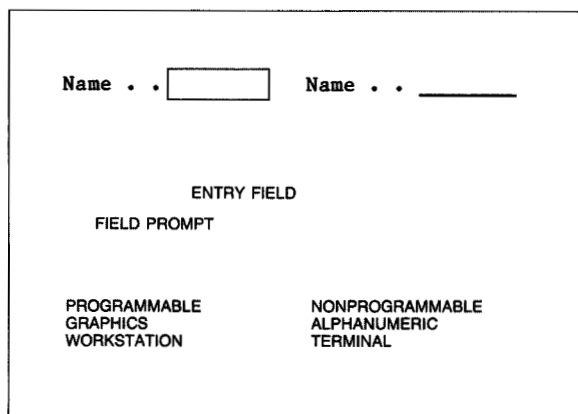 Name . . Name . .
ENTRY FIELD
FIELD PROMPT
PROGRAMMABLE
GRAPHICS
WORKSTATION
NONPROGRAMMABLE
ALPHANUMERIC
TERMINAL